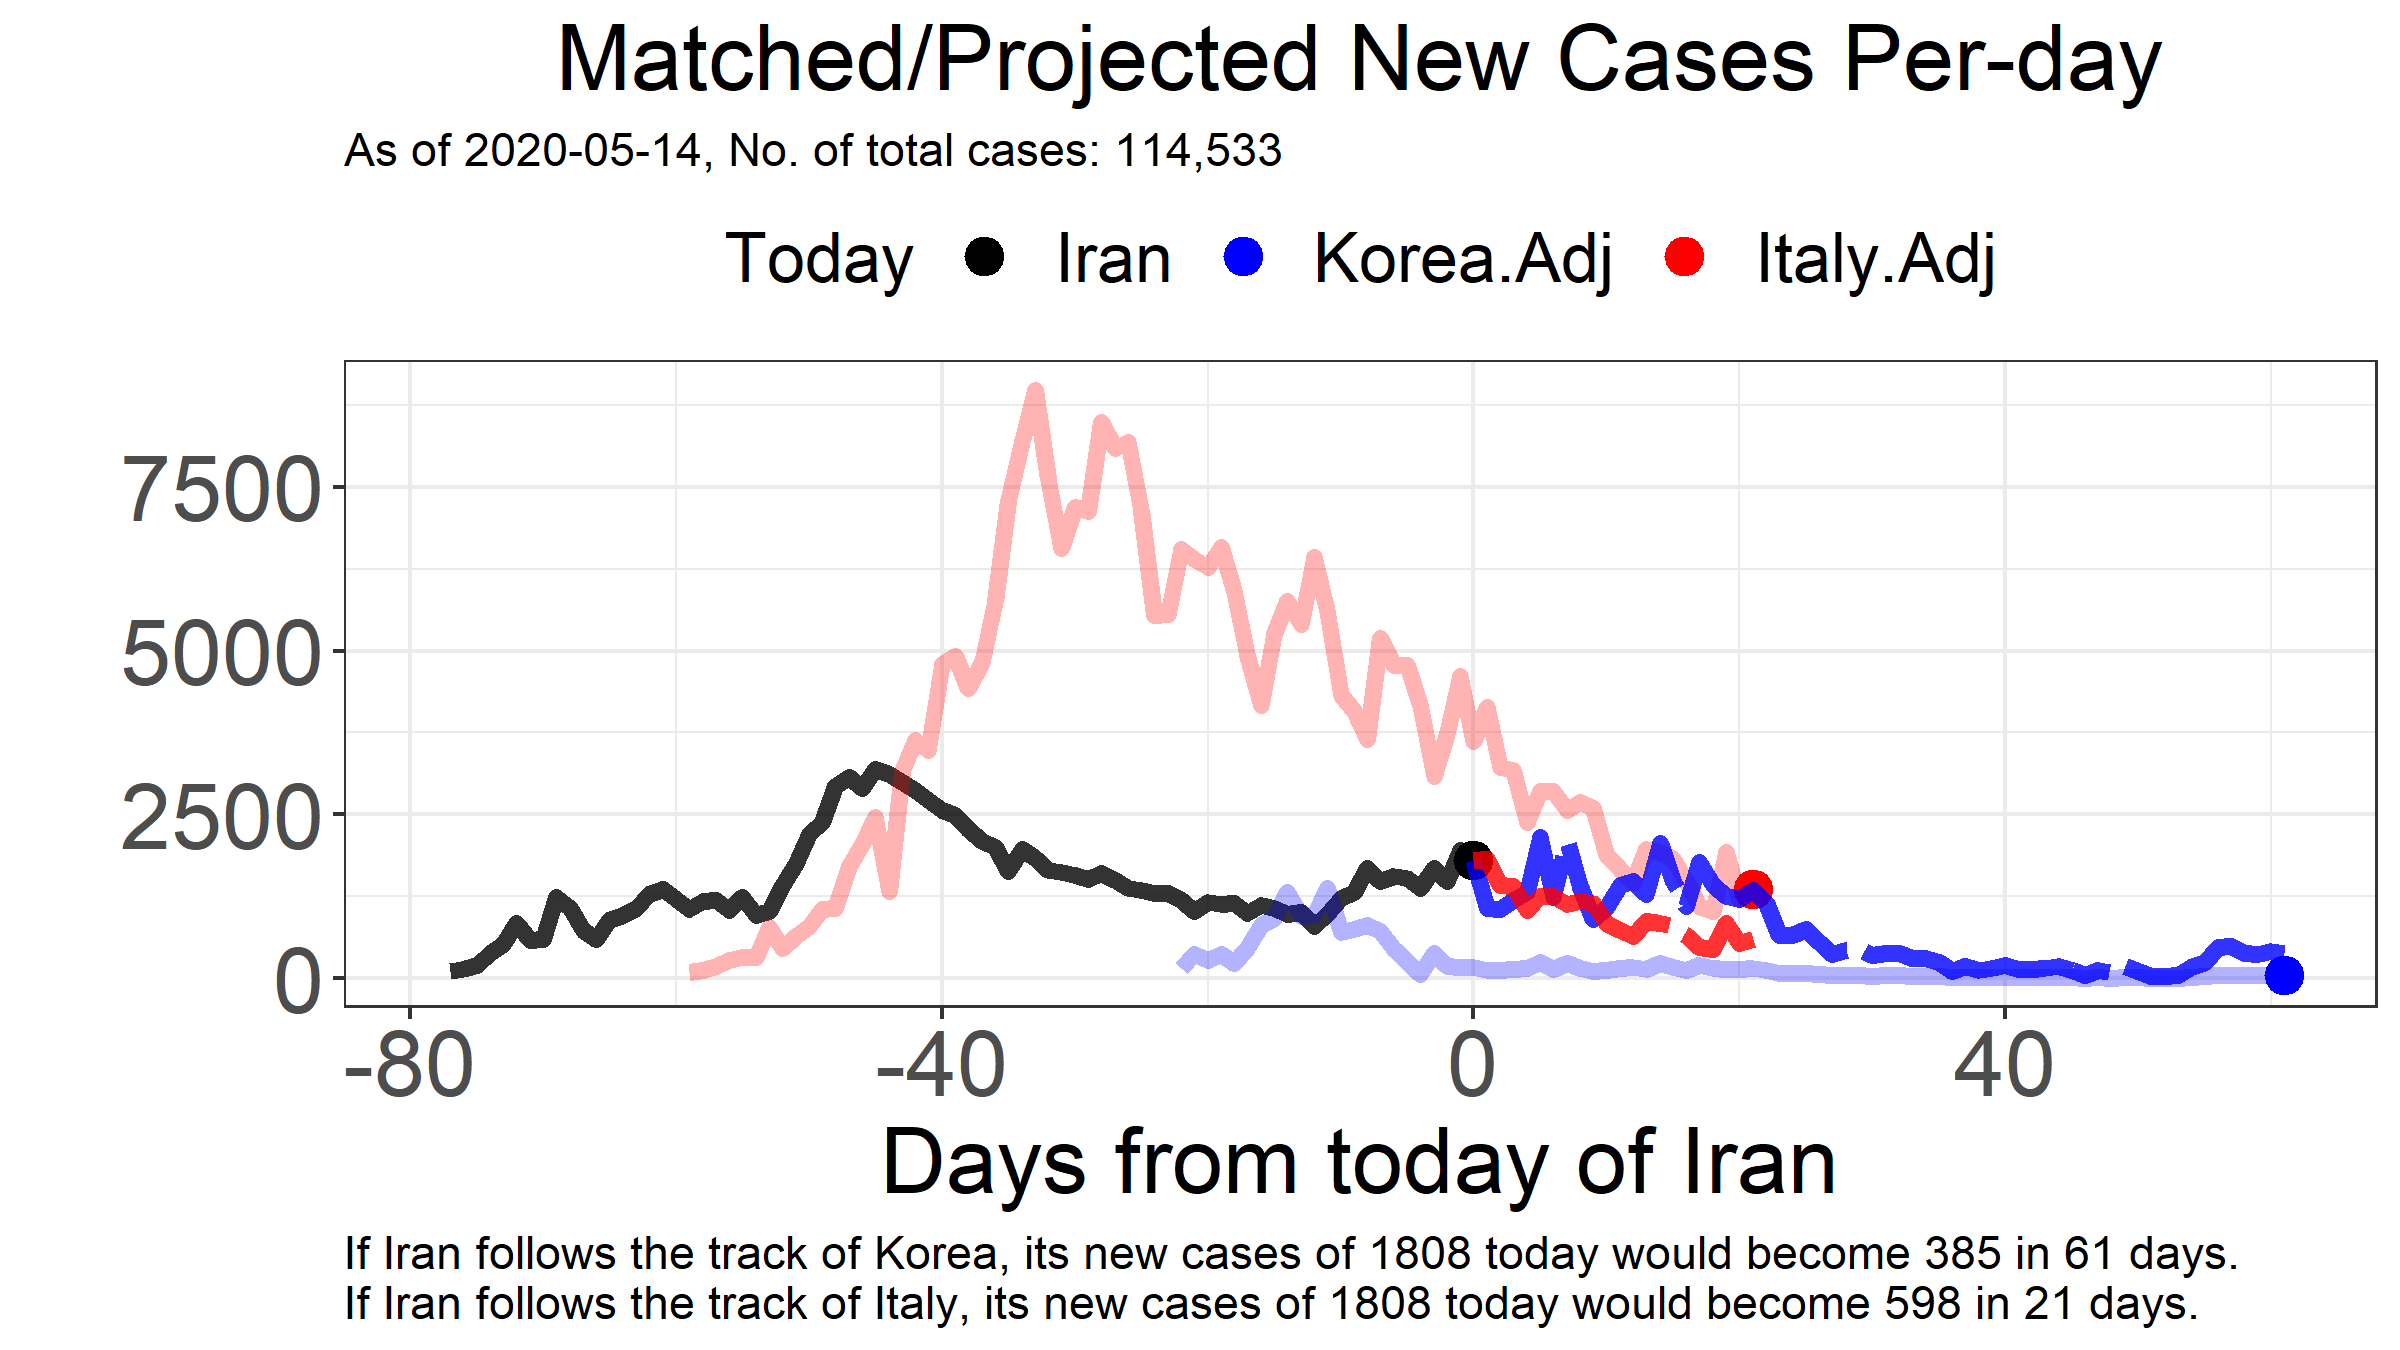 Matched/Projected New Cases Per-day
As of 2020-05-14, No. of total cases: 114,533
Today Iran Korea.Adj Italy.Adj
7500
5000
2500
0
-80 -40 0 40
Days from today of Iran
If Iran follows the track of Korea, its new cases of 1808 today would become 385 in 61 days.
If Iran follows the track of Italy, its new cases of 1808 today would become 598 in 21 days.